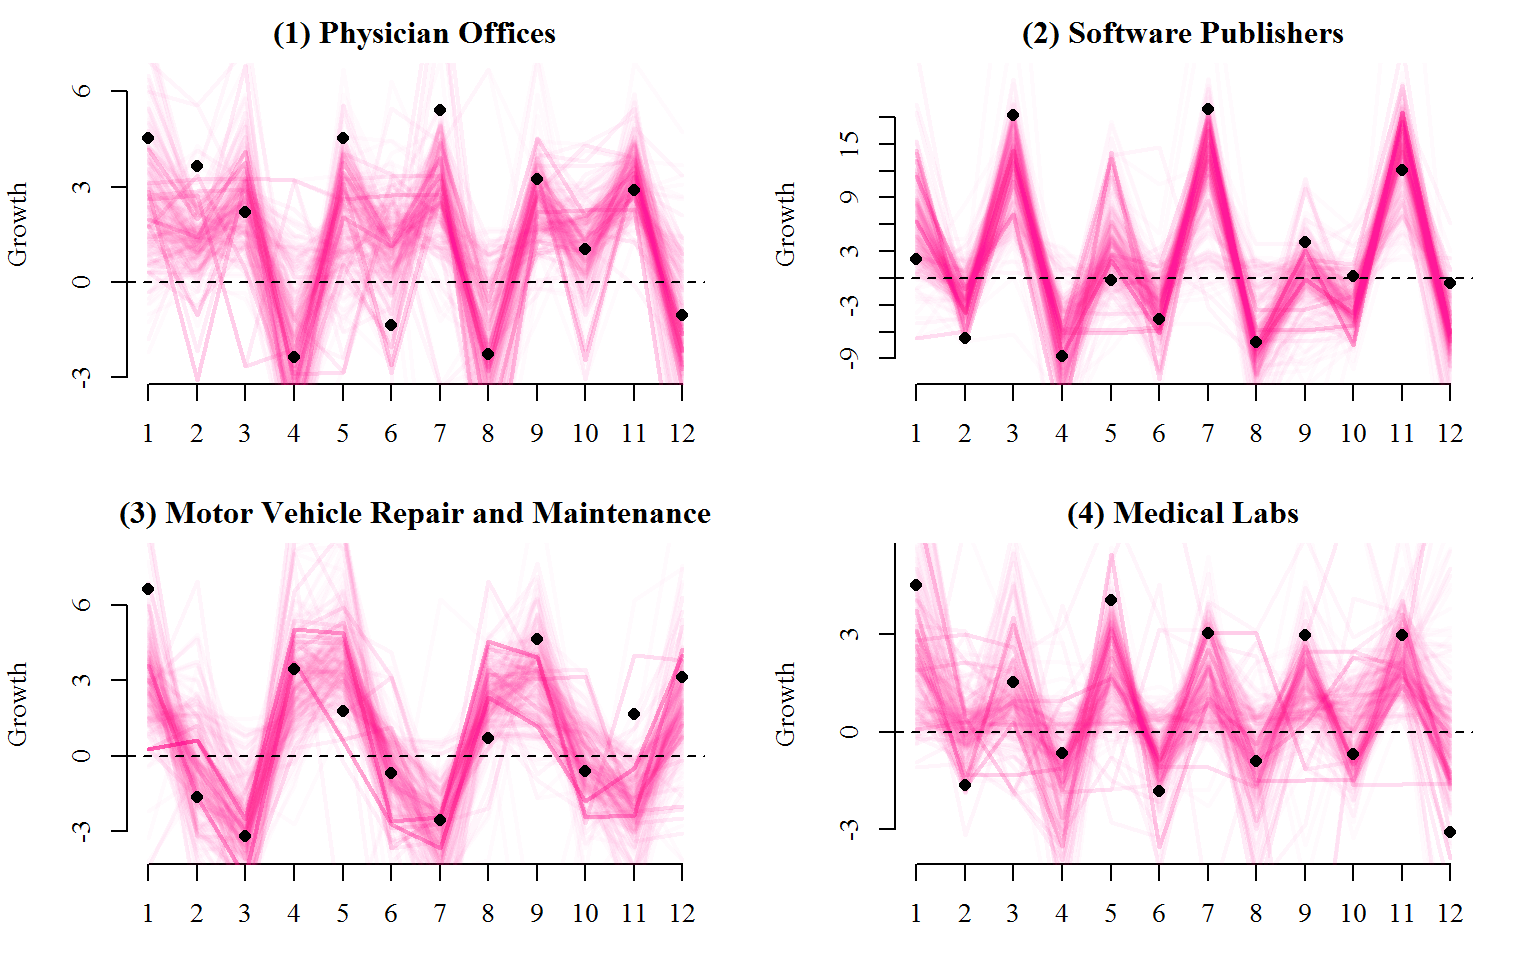 (1) Physician Offices
Growth
6
3
0
-3
1 2 3 4 5 6 7 8 9 10 11 12
(2) Software Publishers
Growth
15
9
3
-3
-9
1 2 3 4 5 6 7 8 9 10 11 12
(3) Motor Vehicle Repair and Maintenance
Growth
6
3
0
-3
1 2 3 4 5 6 7 8 9 10 11 12
(4) Medical Labs
Growth
3
0
-3
1 2 3 4 5 6 7 8 9 10 11 12